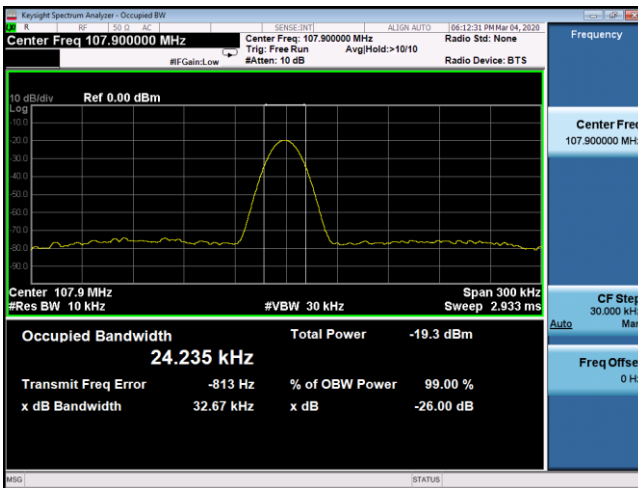 Keysight Spectrum Analyzer - Occupied BW
R RF 50 Ω AC SENSE:INT ALIGN AUTO 06:12:31 PM Mar 04, 2020
Center Freq 107.900000 MHz Center Freq: 107.900000 MHz Radio Std: None
Trig: Free Run Avg|Hold:>10/10
#IFGain:Low #Atten: 10 dB Radio Device: BTS
Frequency
10 dB/div Ref 0.00 dBm
Log
-10.0
-20.0
-30.0
-40.0
-50.0
-60.0
-70.0
-80.0
-90.0
Center Freq
107.900000 MHz
Center 107.9 MHz Span 300 kHz
#Res BW 10 kHz #VBW 30 kHz Sweep 2.933 ms
CF Step
30.000 kHz
Auto Man
Occupied Bandwidth Total Power -19.3 dBm
24.235 kHz
Transmit Freq Error -813 Hz % of OBW Power 99.00 %
x dB Bandwidth 32.67 kHz x dB -26.00 dB
Freq Offset
0 Hz
MSG STATUS